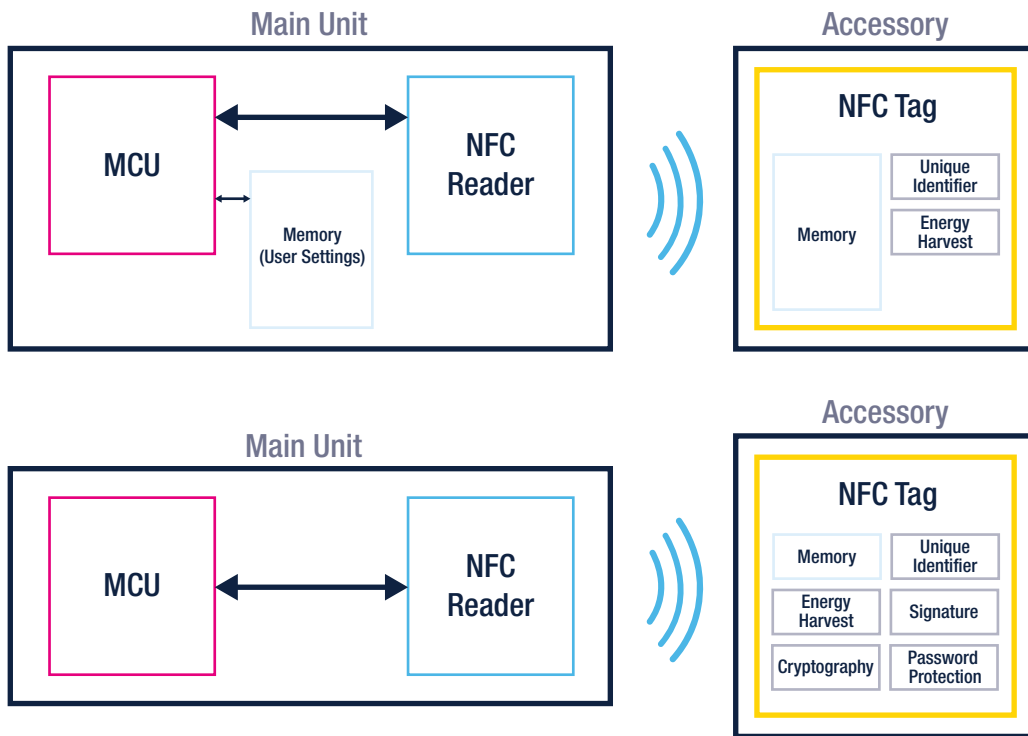 Main Unit
Accessory
MCU
NFC
Reader
Memory
(User Settings)
NFC Tag
Memory
Unique
Identifier
Energy
Harvest
Main Unit
Accessory
MCU
NFC
Reader
NFC Tag
Memory
Unique
Identifier
Energy
Harvest
Signature
Cryptography
Password
Protection